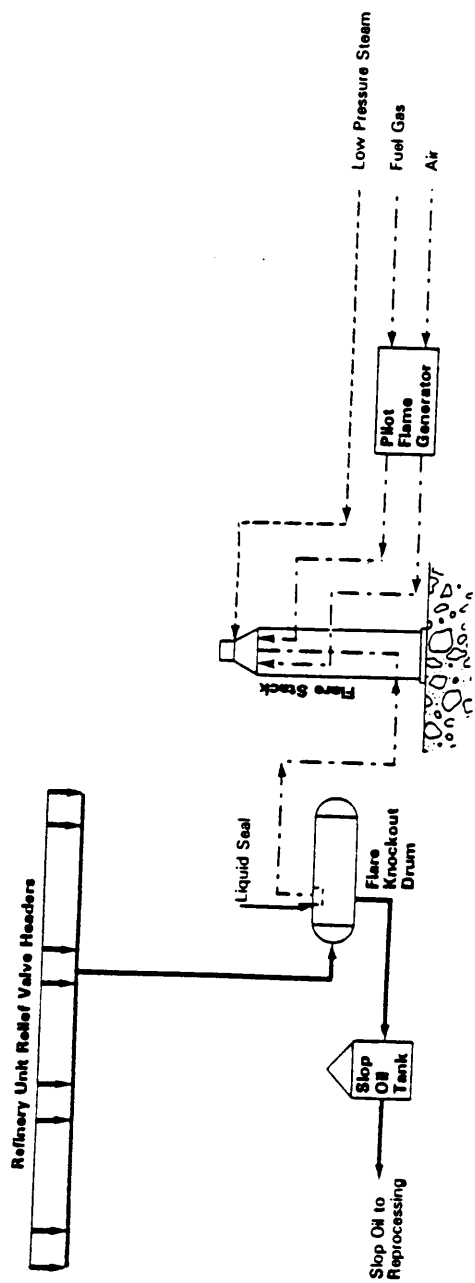 Refinery Unit Relief Valve Headers
Liquid Seal
Flare
Knockout
Drum
Slop
Oil
Tank
Slop Oil to
Reprocessing
Flare Stack
Pilot
Flame
Generator
Low Pressure Steam
Fuel Gas
Air